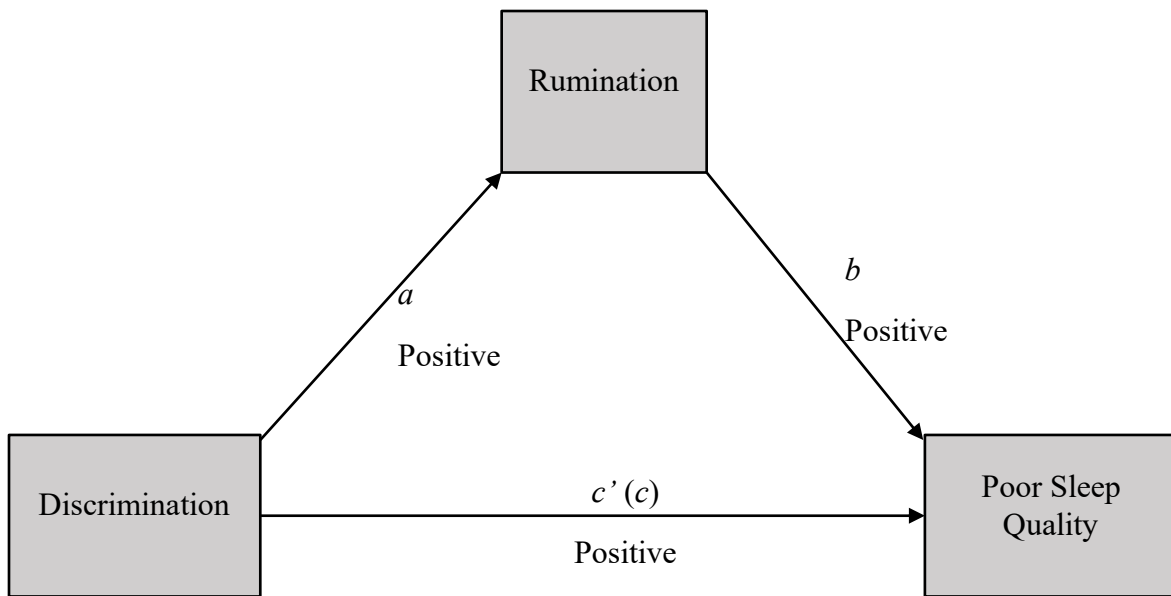 Rumination
a
Positive
b
Positive
Discrimination
c’ (c)
Positive
Poor Sleep
Quality